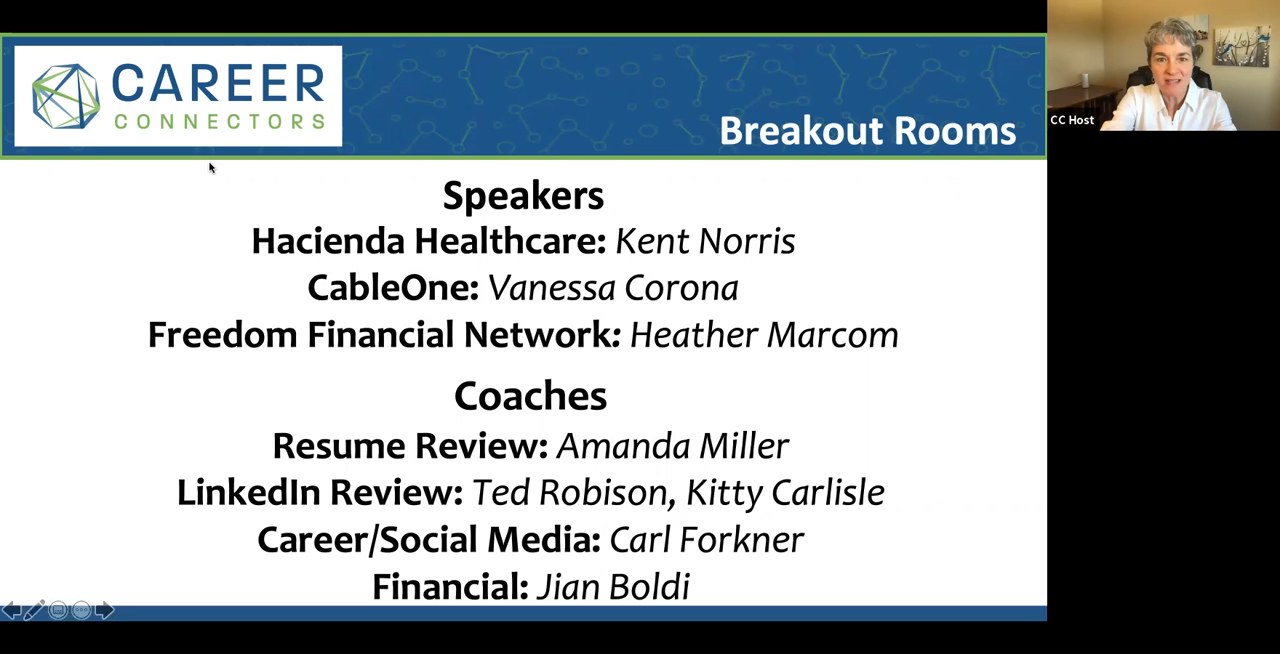 CAREER
CONNECTORS
Breakout Rooms
CC Host
Speakers
Hacienda Healthcare: Kent Norris
CableOne: Vanessa Corona
Freedom Financial Network: Heather Marcom
Coaches
Resume Review: Amanda Miller
LinkedIn Review: Ted Robison, Kitty Carlisle
Career/Social Media: Carl Forkner
Financial: Jian Boldi